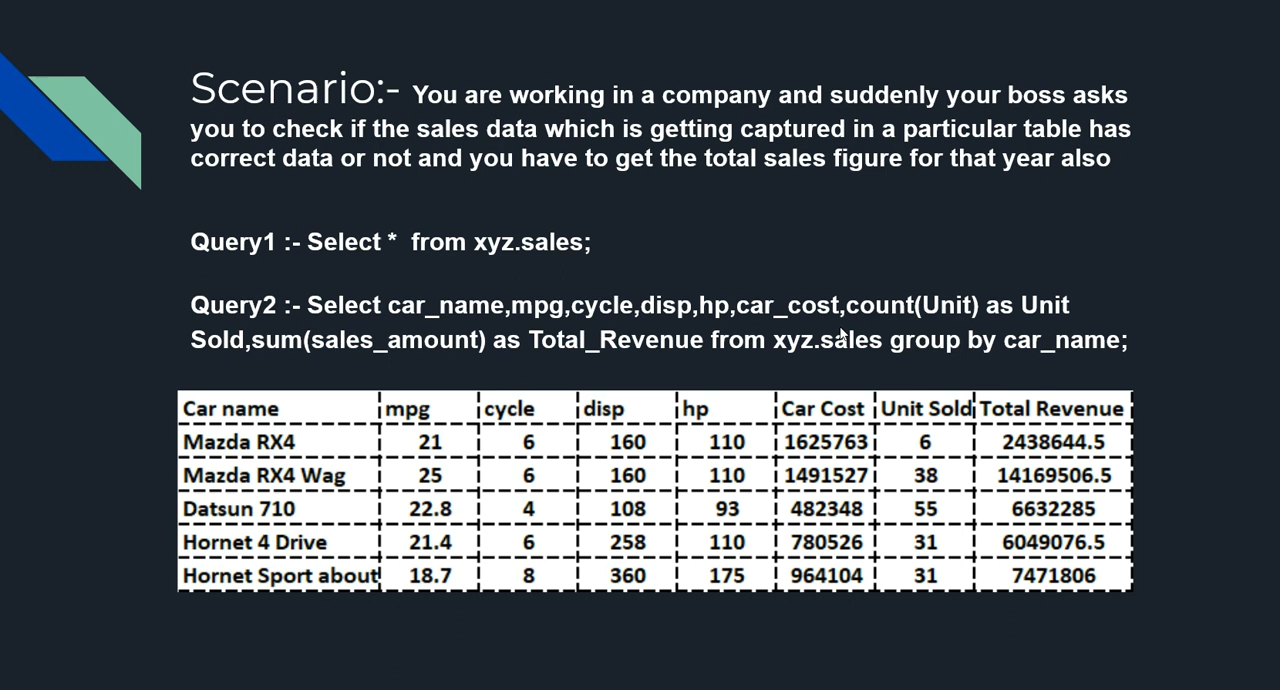 Scenario:- You are working in a company and suddenly your boss asks
you to check if the sales data which is getting captured in a particular table has
correct data or not and you have to get the total sales figure for that year also
Query1 :- Select * from xyz.sales;
Query2 :- Select car_name,mpg,cycle,disp,hp,car_cost,count(Unit) as Unit
Sold,sum(sales_amount) as Total_Revenue from xyz.sales group by car_name;
Car name mpg cycle disp hp Car Cost Unit Sold Total Revenue
Mazda RX4 21 6 160 110 1625763 6 2438644.5
Mazda RX4 Wag 25 6 160 110 1491527 38 14169506.5
Datsun 710 22.8 4 108 93 482348 55 6632285
Hornet 4 Drive 21.4 6 258 110 780526 31 6049076.5
Hornet Sport about 18.7 8 360 175 964104 31 7471806